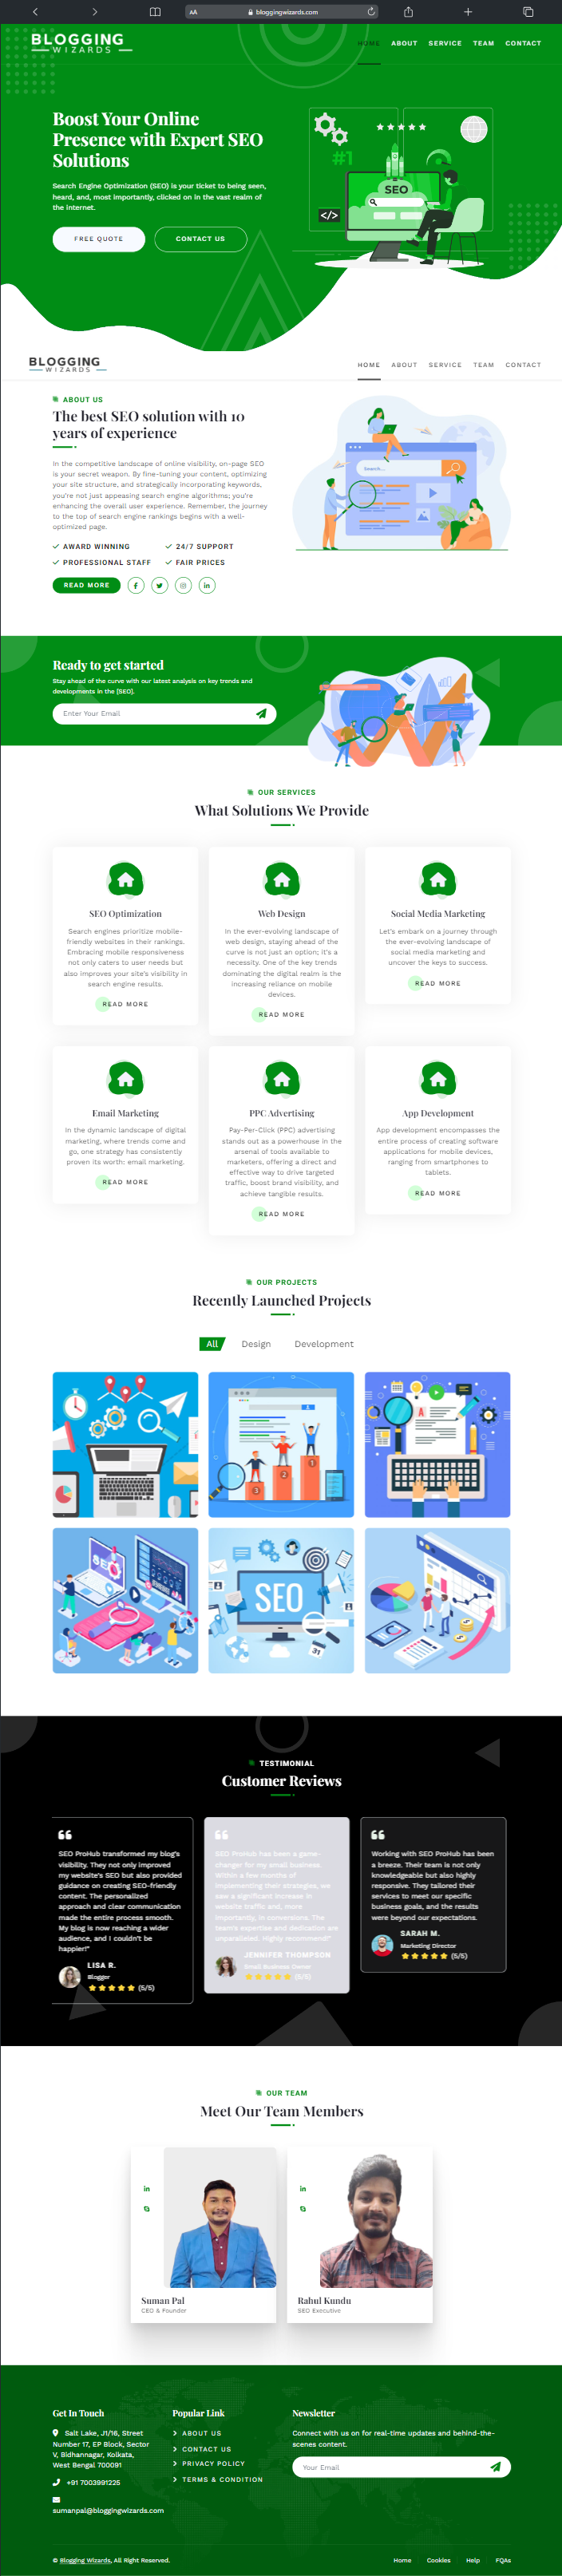 AA
bloggingwizards.com
BLOGGING
WIZARDS
HOME ABOUT SERVICE TEAM CONTACT
Boost Your Online
Presence with Expert SEO
Solutions
Search Engine Optimization (SEO) is your ticket to being seen,
heard, and, most importantly, clicked on in the vast realm of
the internet.
FREE QUOTE
CONTACT US
#1
SEO
</>
BLOGGING
WIZARDS
HOME ABOUT SERVICE TEAM CONTACT
ABOUT US
The best SEO solution with 10
years of experience
In the competitive landscape of online visibility, on-page SEO
is your secret weapon. By fine-tuning your content, optimizing
your site structure, and strategically incorporating keywords,
you're not just appeasing search engine algorithms; you're
enhancing the overall user experience. Remember, the journey
to the top of search engine rankings begins with a well-
optimized page.
AWARD WINNING
24/7 SUPPORT
PROFESSIONAL STAFF
FAIR PRICES
READ MORE
Search...
Ready to get started
Stay ahead of the curve with our latest analysis on key trends and
developments in the [SEO].
Enter Your Email
OUR SERVICES
What Solutions We Provide
SEO Optimization
Search engines prioritize mobile-
friendly websites in their rankings.
Embracing mobile responsiveness
not only caters to user needs but
also improves your site's visibility in
search engine results.
READ MORE
Web Design
In the ever-evolving landscape of
web design, staying ahead of the
curve is not just an option; it's a
necessity. One of the key trends
dominating the digital realm is the
increasing reliance on mobile
devices.
READ MORE
Social Media Marketing
Let's embark on a journey through
the ever-evolving landscape of
social media marketing and
uncover the keys to success.
READ MORE
Email Marketing
In the dynamic landscape of digital
marketing, where trends come and
go, one strategy has consistently
proven its worth: email marketing.
READ MORE
PPC Advertising
Pay-Per-Click (PPC) advertising
stands out as a powerhouse in the
arsenal of tools available to
marketers, offering a direct and
effective way to drive targeted
traffic, boost brand visibility, and
achieve tangible results.
READ MORE
App Development
App development encompasses the
entire process of creating software
applications for mobile devices,
ranging from smartphones to
tablets.
READ MORE
OUR PROJECTS
Recently Launched Projects
All Design Development
1
2
3
A
SEO
SEO
31
TESTIMONIAL
Customer Reviews
SEO ProHub transformed my blog's
visibility. They not only improved
my website's SEO but also provided
guidance on creating SEO-friendly
content. The personalized
approach and clear communication
made the entire process smooth.
My blog is now reaching a wider
audience, and I couldn't be
happier!"
LISA R.
Blogger
(5/5)
SEO ProHub has been a game-
changer for my small business.
Within a few months of
implementing their strategies, we
saw a significant increase in
website traffic and, more
importantly, in conversions. The
team's expertise and dedication are
unparalleled. Highly recommend!"
JENNIFER THOMPSON
Small Business Owner
(5/5)
Working with SEO ProHub has been
a breeze. Their team is not only
knowledgeable but also highly
responsive. They tailored their
services to meet our specific
business goals, and the results
were beyond our expectations.
SARAH M.
Marketing Director
(5/5)
OUR TEAM
Meet Our Team Members
Suman Pal
CEO & Founder
Rahul Kundu
SEO Executive
Get In Touch
Salt Lake, J1/16, Street
Number 17, EP Block, Sector
V, Bidhannagar, Kolkata,
West Bengal 700091
+91 7003991225
sumanpal@bloggingwizards.com
Popular Link
ABOUT US
CONTACT US
PRIVACY POLICY
TERMS & CONDITION
Newsletter
Connect with us on for real-time updates and behind-the-
scenes content.
Your Email
© Blogging Wizards, All Right Reserved.
Home Cookies Help FQAs